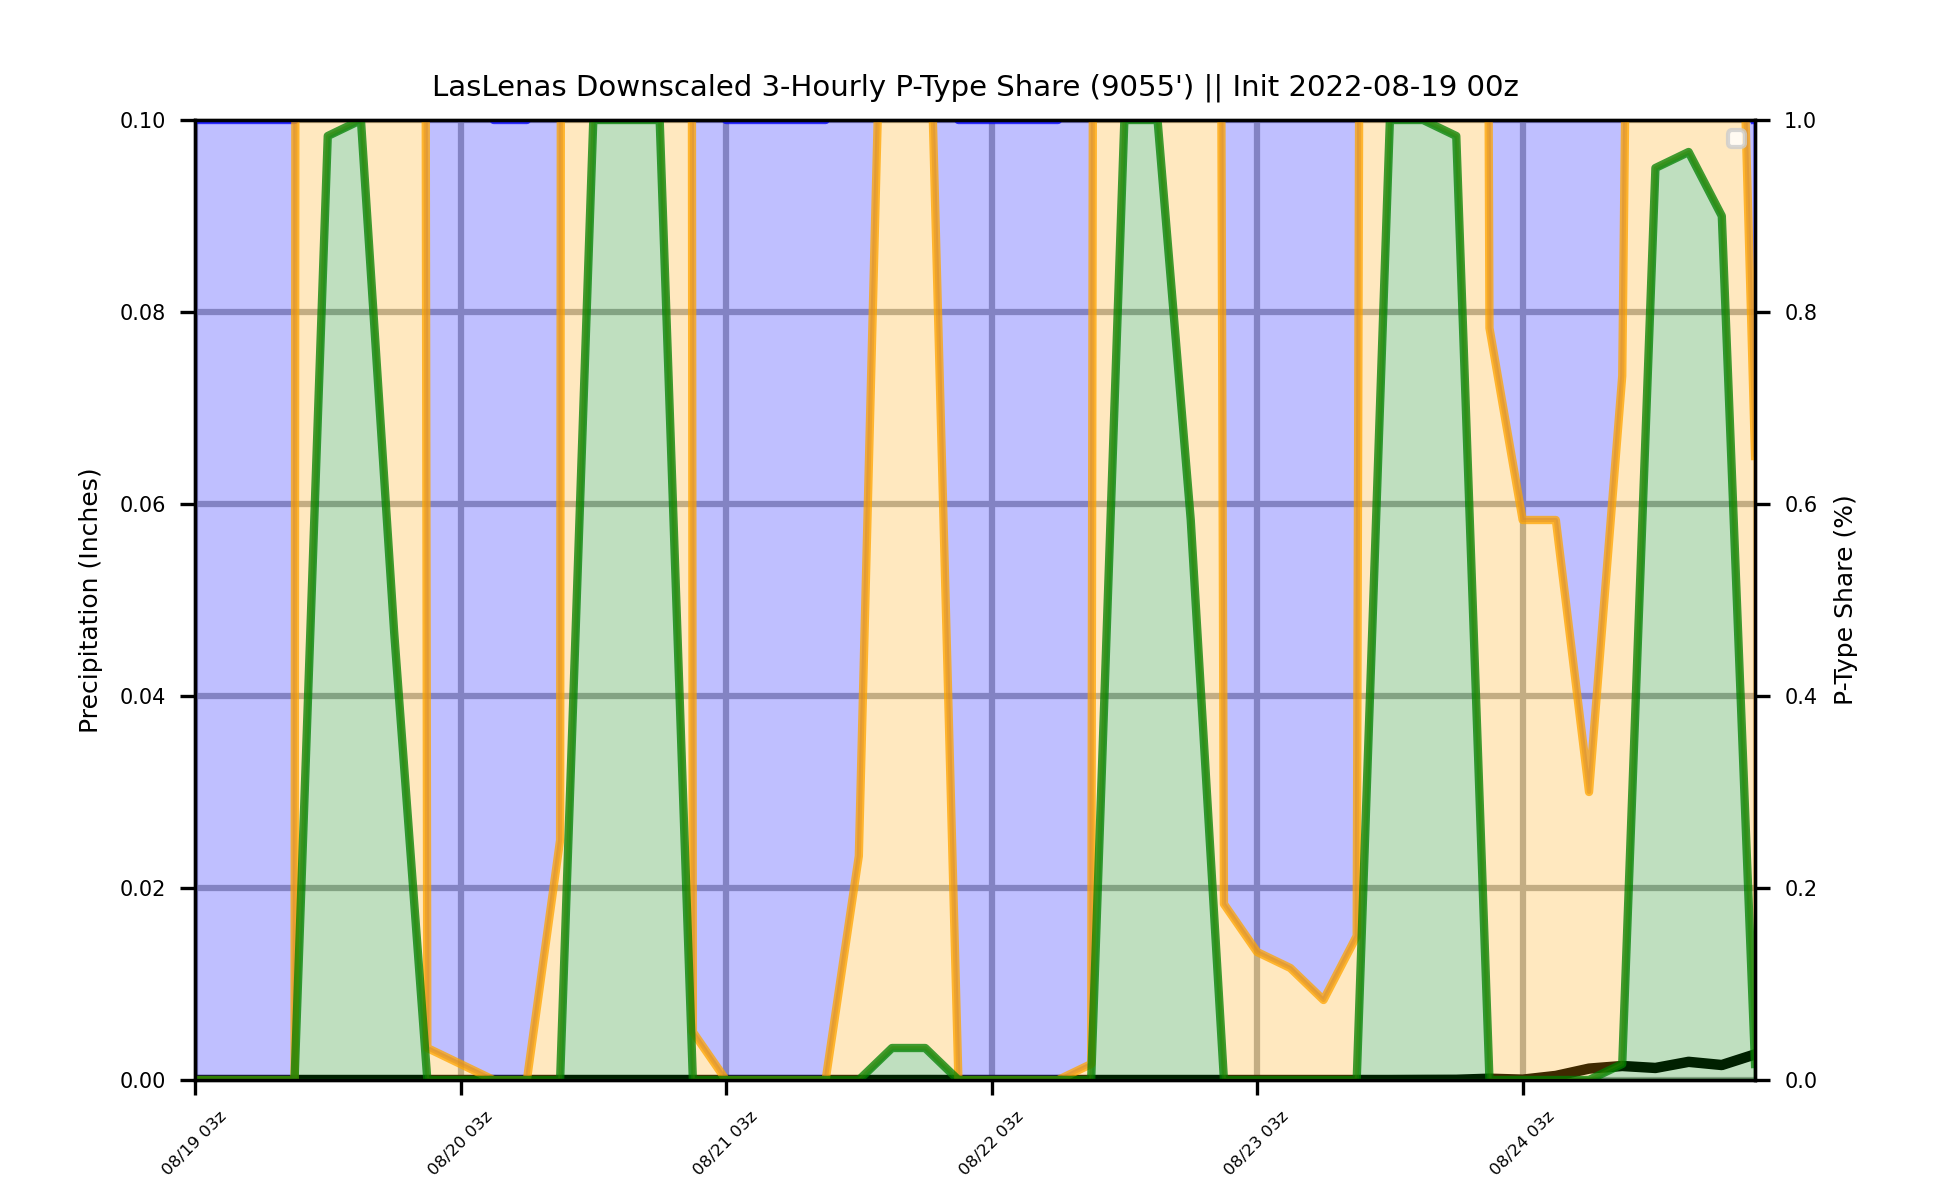 LasLenas Downscaled 3-Hourly P-Type Share (9055') || Init 2022-08-19 00z
Precipitation (Inches)
0.10
0.08
0.06
0.04
0.02
0.00
1.0
0.8
0.6
0.4
0.2
0.0
P-Type Share (%)
08/19 03z
08/20 03z
08/21 03z
08/22 03z
08/23 03z
08/24 03z